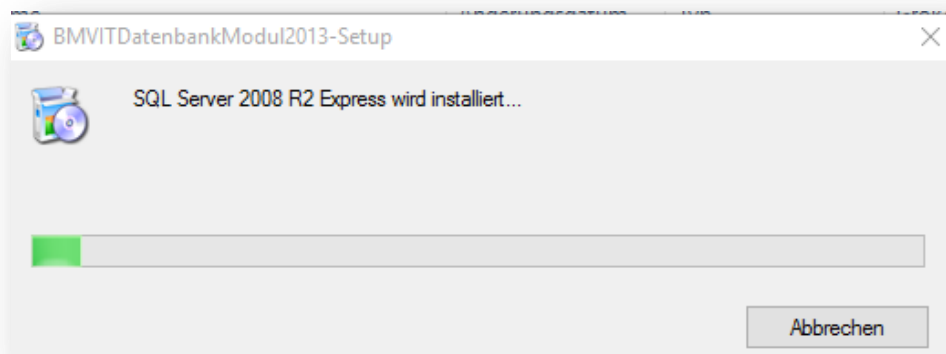 BMVITDatenbankModul2013-Setup
SQL Server 2008 R2 Express wird installiert...
Abbrechen